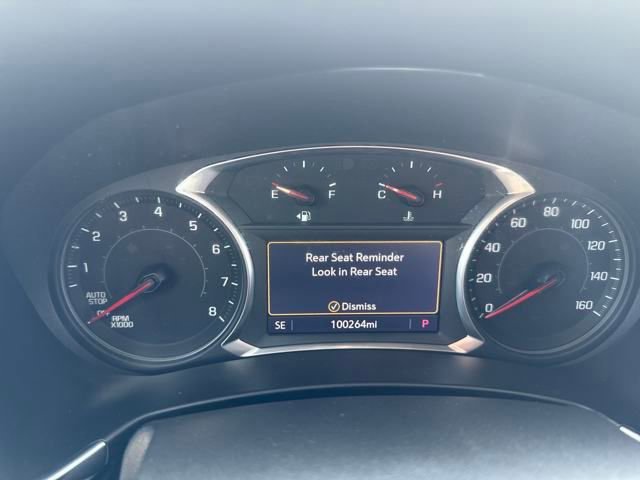 E F C H
1 2 3 4 5 6 7 8
AUTO
STOP
RPM
X1000
Rear Seat Reminder
Look in Rear Seat
Dismiss
SE 100264mi P
0 20 40 60 80 100 120 140 160